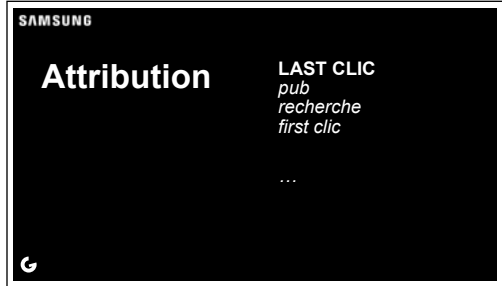 SAMSUNG
Attribution
LAST CLIC
pub
recherche
first clic
...
G